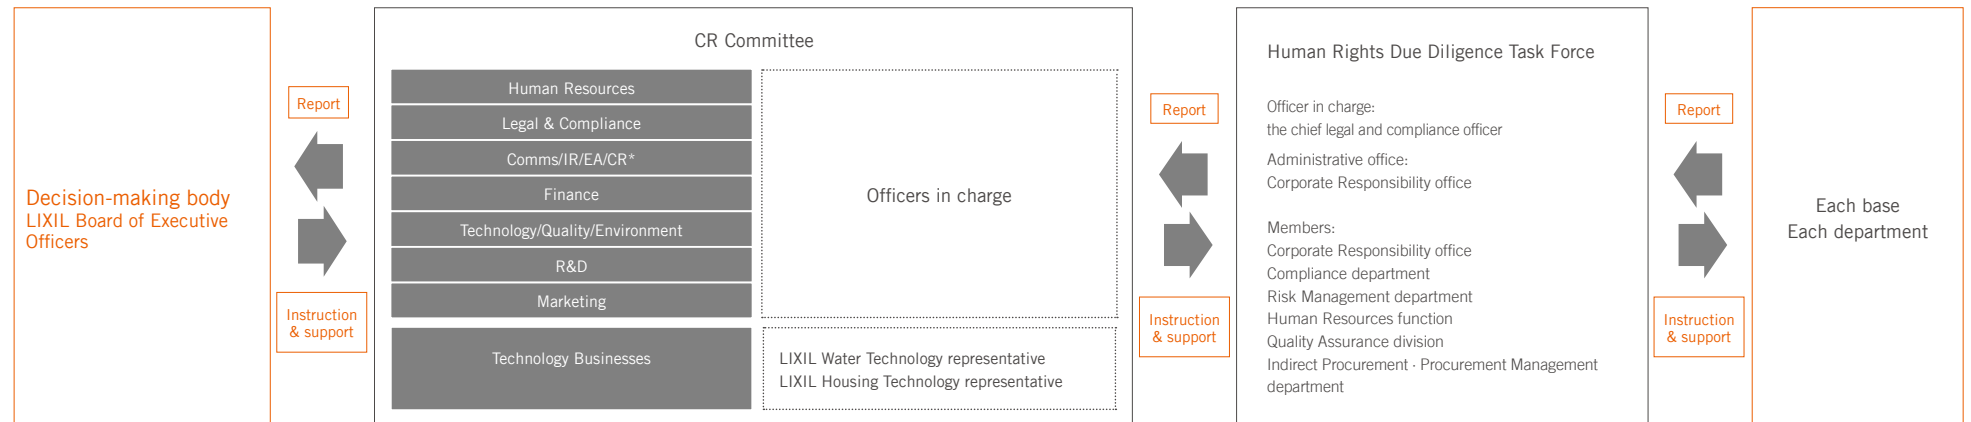 Decision-making body
LIXIL Board of Executive
Officers
Report
Instruction
& support
CR Committee
Human Resources
Legal & Compliance
Comms/IR/EA/CR*
Finance
Technology/Quality/Environment
R&D
Marketing
Officers in charge
Technology Businesses
LIXIL Water Technology representative
LIXIL Housing Technology representative
Report
Instruction
& support
Human Rights Due Diligence Task Force
Officer in charge:
the chief legal and compliance officer
Administrative office:
Corporate Responsibility office
Members:
Corporate Responsibility office
Compliance department
Risk Management department
Human Resources function
Quality Assurance division
Indirect Procurement · Procurement Management
department
Report
Instruction
& support
Each base
Each department